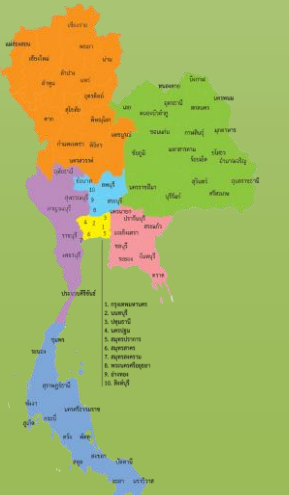 เชียงราย
แม่ฮ่องสอน
พะเยา
เชียงใหม่
น่าน
ลำปาง
ลำพูน
แพร่
อุตรดิตถ์
สุโขทัย
ตาก
พิษณุโลก
เพชรบูรณ์
กำแพงเพชร
พิจิตร
นครสวรรค์
อุทัยธานี
บึงกาฬ
หนองคาย
เลย
อุดรธานี
นครพนม
หนองบัวลำภู
สกลนคร
ขอนแก่น
กาฬสินธุ์
มุกดาหาร
ชัยภูมิ
มหาสารคาม
ร้อยเอ็ด
ยโสธร
อำนาจเจริญ
นครราชสีมา
บุรีรัมย์
สุรินทร์
ศรีสะเกษ
อุบลราชธานี
ชัยนาท
ลพบุรี
10
สุพรรณบุรี
9
สระบุรี
8
กาญจนบุรี
นครนายก
ปราจีนบุรี
สระแก้ว
4
2
3
1
6
5
7
ฉะเชิงเทรา
ราชบุรี
ชลบุรี
เพชรบุรี
ระยอง
จันทบุรี
ตราด
ประจวบคีรีขันธ์
1. กรุงเทพมหานคร
2. นนทบุรี
3. ปทุมธานี
4. นครปฐม
5. สมุทรปราการ
6. สมุทรสาคร
7. สมุทรสงคราม
8. พระนครศรีอยุธยา
9. อ่างทอง
10. สิงห์บุรี
ชุมพร
ระนอง
สุราษฎร์ธานี
พังงา
นครศรีธรรมราช
กระบี่
ภูเก็ต
ตรัง
พัทลุง
สงขลา
สตูล
ปัตตานี
ยะลา
นราธิวาส